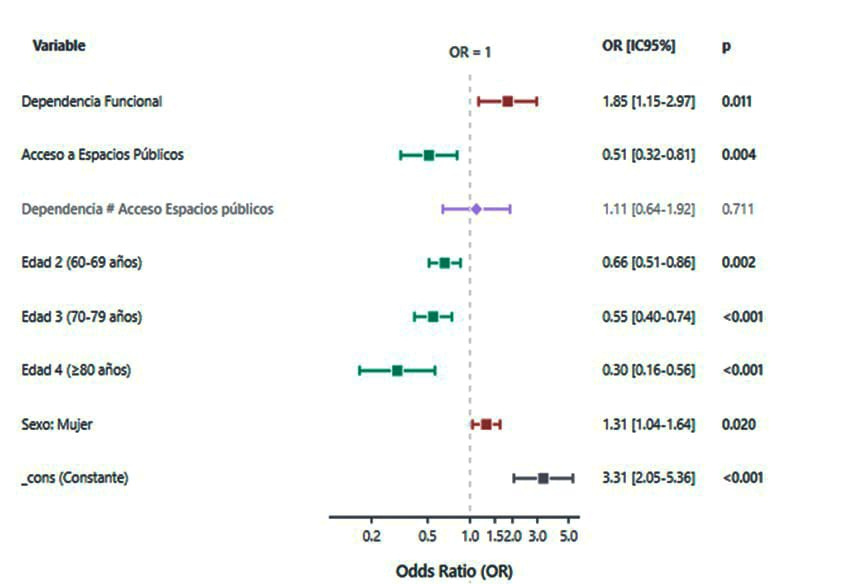 Variable OR = 1 OR [IC95%] p
Dependencia Funcional 1.85 [1.15-2.97] 0.011
Acceso a Espacios Públicos 0.51 [0.32-0.81] 0.004
Dependencia # Acceso Espacios públicos 1.11 [0.64-1.92] 0.711
Edad 2 (60-69 años) 0.66 [0.51-0.86] 0.002
Edad 3 (70-79 años) 0.55 [0.40-0.74] <0.001
Edad 4 (≥80 años) 0.30 [0.16-0.56] <0.001
Sexo: Mujer 1.31 [1.04-1.64] 0.020
_cons (Constante) 3.31 [2.05-5.36] <0.001
0.2 0.5 1.0 1.5 2.0 3.0 5.0
Odds Ratio (OR)